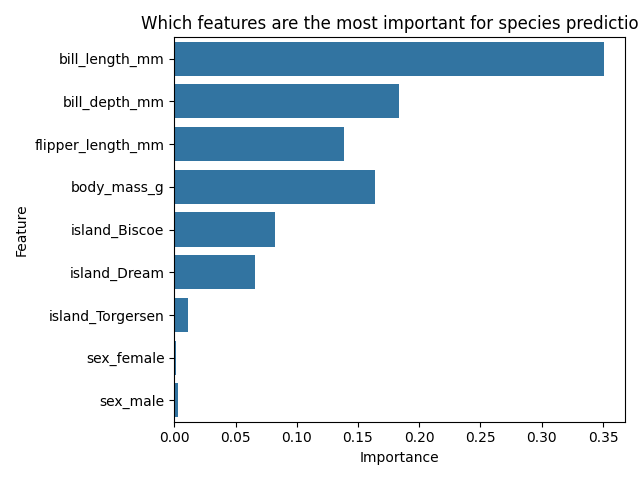 Which features are the most important for species predictio
bill_length_mm
bill_depth_mm
flipper_length_mm
body_mass_g
island_Biscoe
island_Dream
island_Torgersen
sex_female
sex_male
Feature
0.00 0.05 0.10 0.15 0.20 0.25 0.30 0.35
Importance